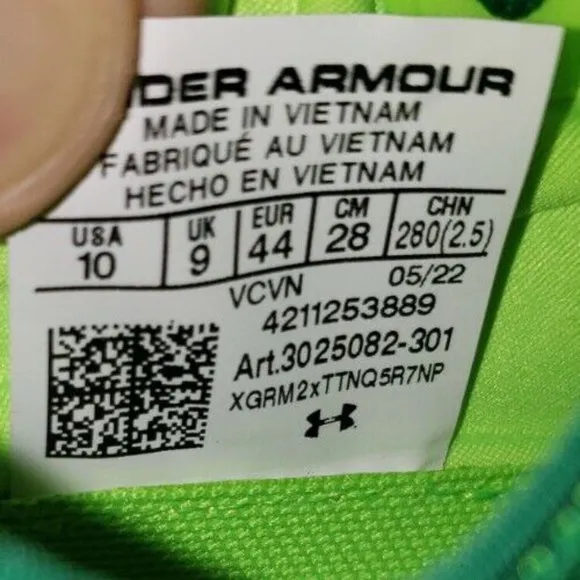 UNDER ARMOUR
MADE IN VIETNAM
FABRIQUÉ AU VIETNAM
HECHO EN VIETNAM
USA UK EUR CM CHN
10 9 44 28 280(2.5)
VCVN 05/22
4211253889
Art.3025082-301
XGRM2xTTNQ5R7NP